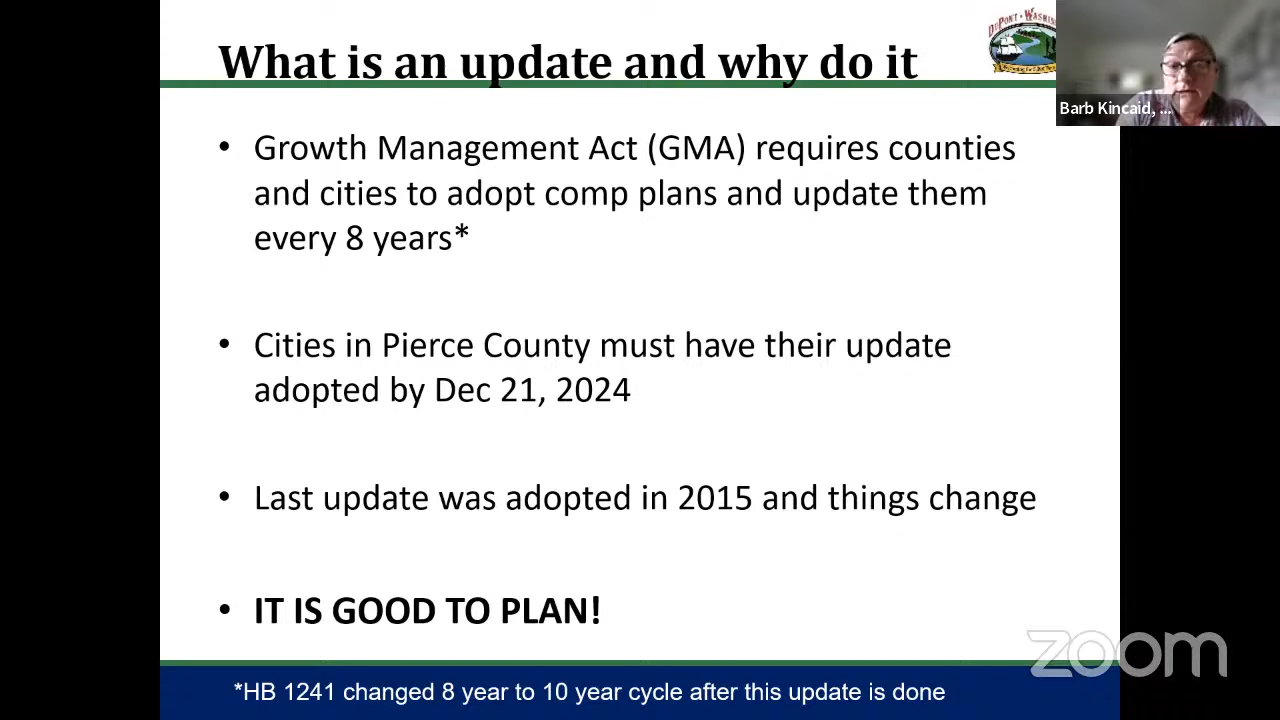 What is an update and why do it
DUPONT • WASHIN
Barb Kincaid, ...
• Growth Management Act (GMA) requires counties
and cities to adopt comp plans and update them
every 8 years*
• Cities in Pierce County must have their update
adopted by Dec 21, 2024
• Last update was adopted in 2015 and things change
• IT IS GOOD TO PLAN!
zoom
*HB 1241 changed 8 year to 10 year cycle after this update is done